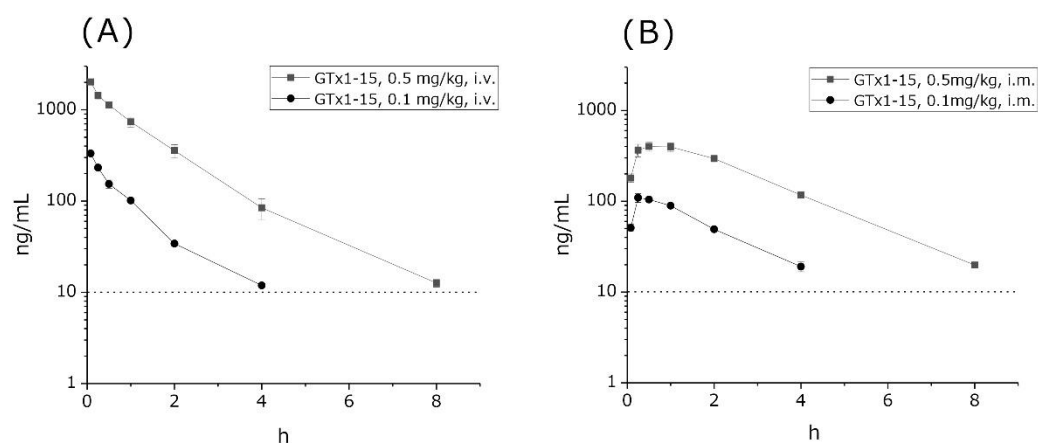 (A)
GTx1-15, 0.5 mg/kg, i.v.
GTx1-15, 0.1 mg/kg, i.v.
ng/mL
1000
100
10
1
0 2 4 6 8
h
(B)
GTx1-15, 0.5mg/kg, i.m.
GTx1-15, 0.1mg/kg, i.m.
ng/mL
1000
100
10
1
0 2 4 6 8
h